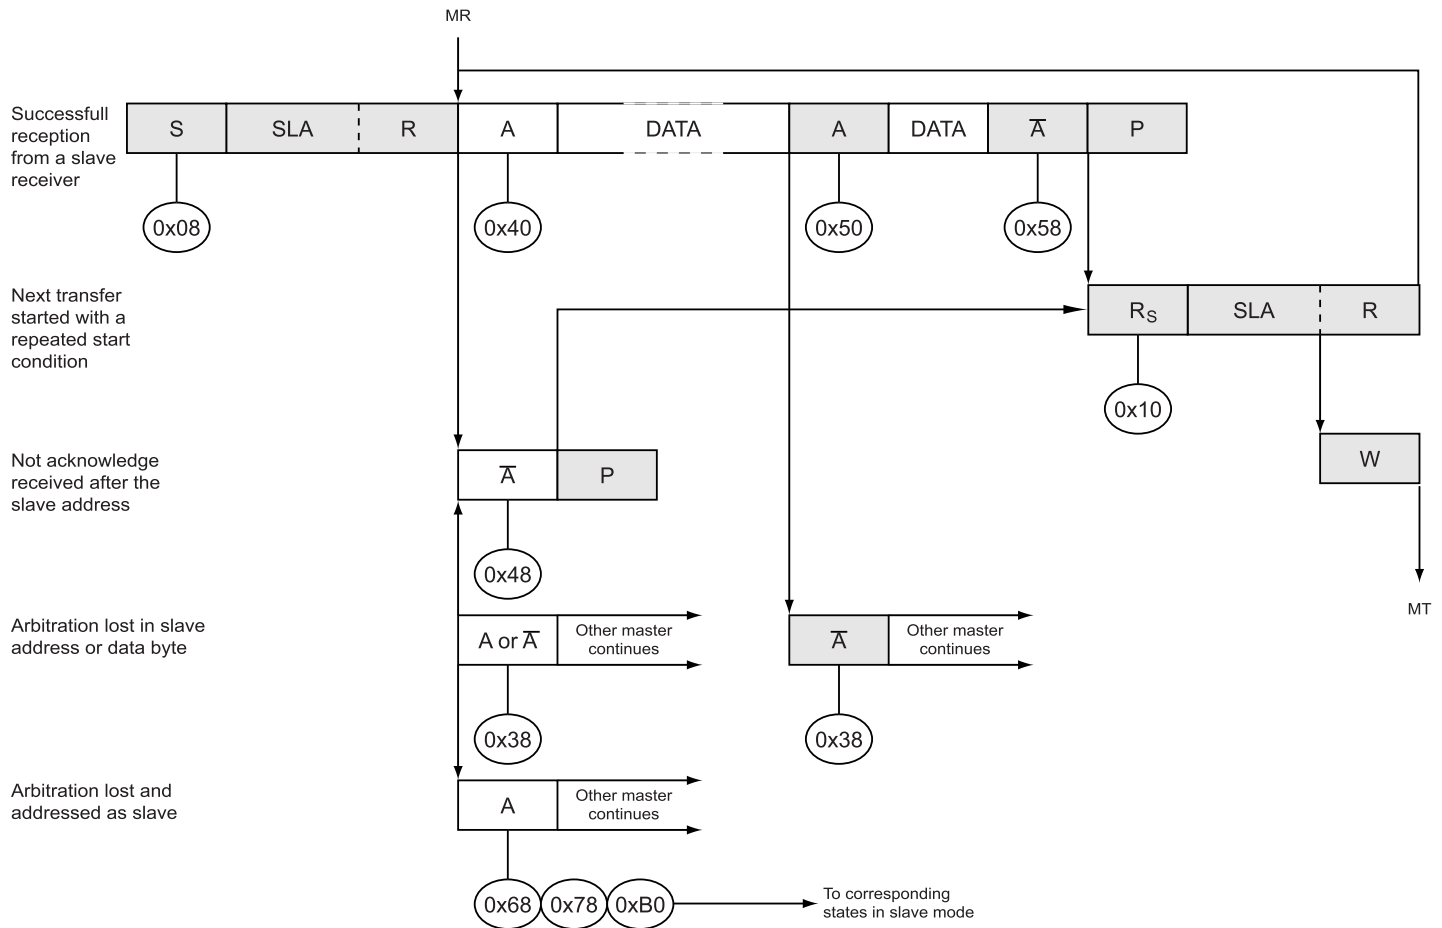 MR
Successfull
reception
from a slave
receiver
S SLA R A DATA A DATA A̅ P
0x08 0x40 0x50 0x58
Next transfer
started with a
repeated start
condition
RS SLA R
0x10
Not acknowledge
received after the
slave address
A̅ P
W
0x48
MT
Arbitration lost in slave
address or data byte
A or A̅ Other master
continues
A̅ Other master
continues
0x38 0x38
Arbitration lost and
addressed as slave
A Other master
continues
0x68 0x78 0xB0
To corresponding
states in slave mode